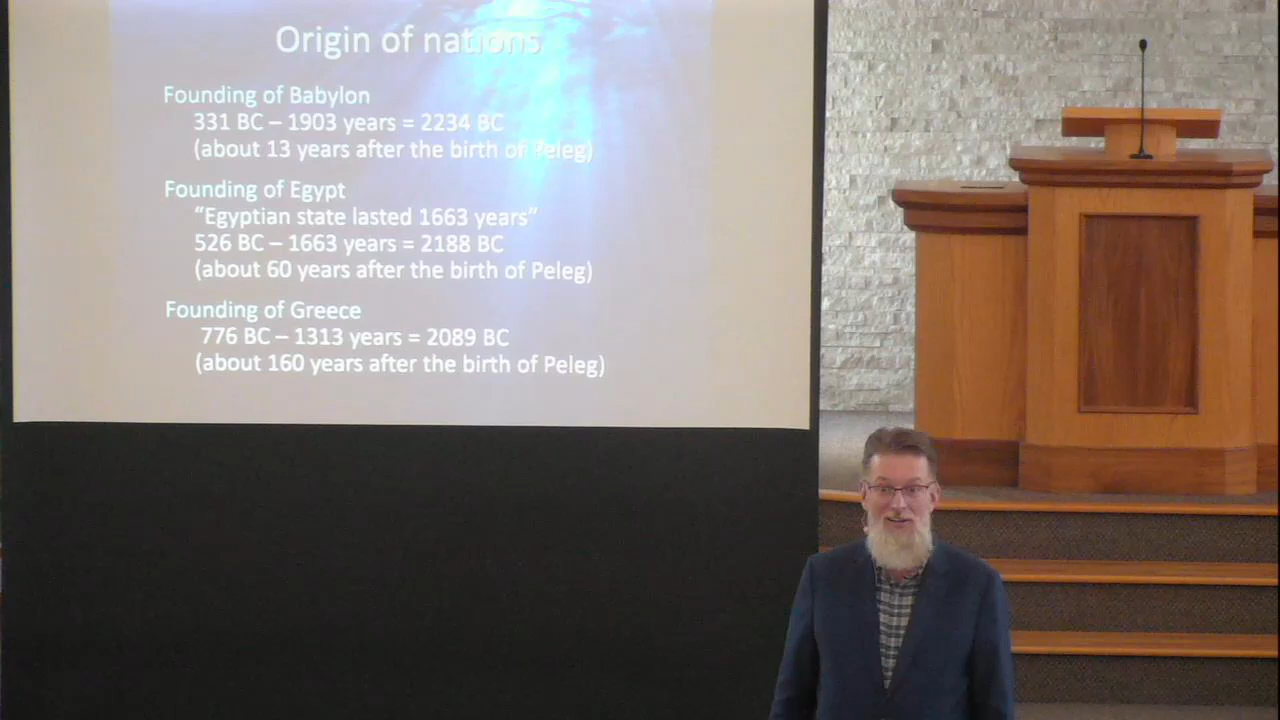 Origin of nations
Founding of Babylon
331 BC – 1903 years = 2234 BC
(about 13 years after the birth of Peleg)
Founding of Egypt
“Egyptian state lasted 1663 years”
526 BC – 1663 years = 2188 BC
(about 60 years after the birth of Peleg)
Founding of Greece
776 BC – 1313 years = 2089 BC
(about 160 years after the birth of Peleg)